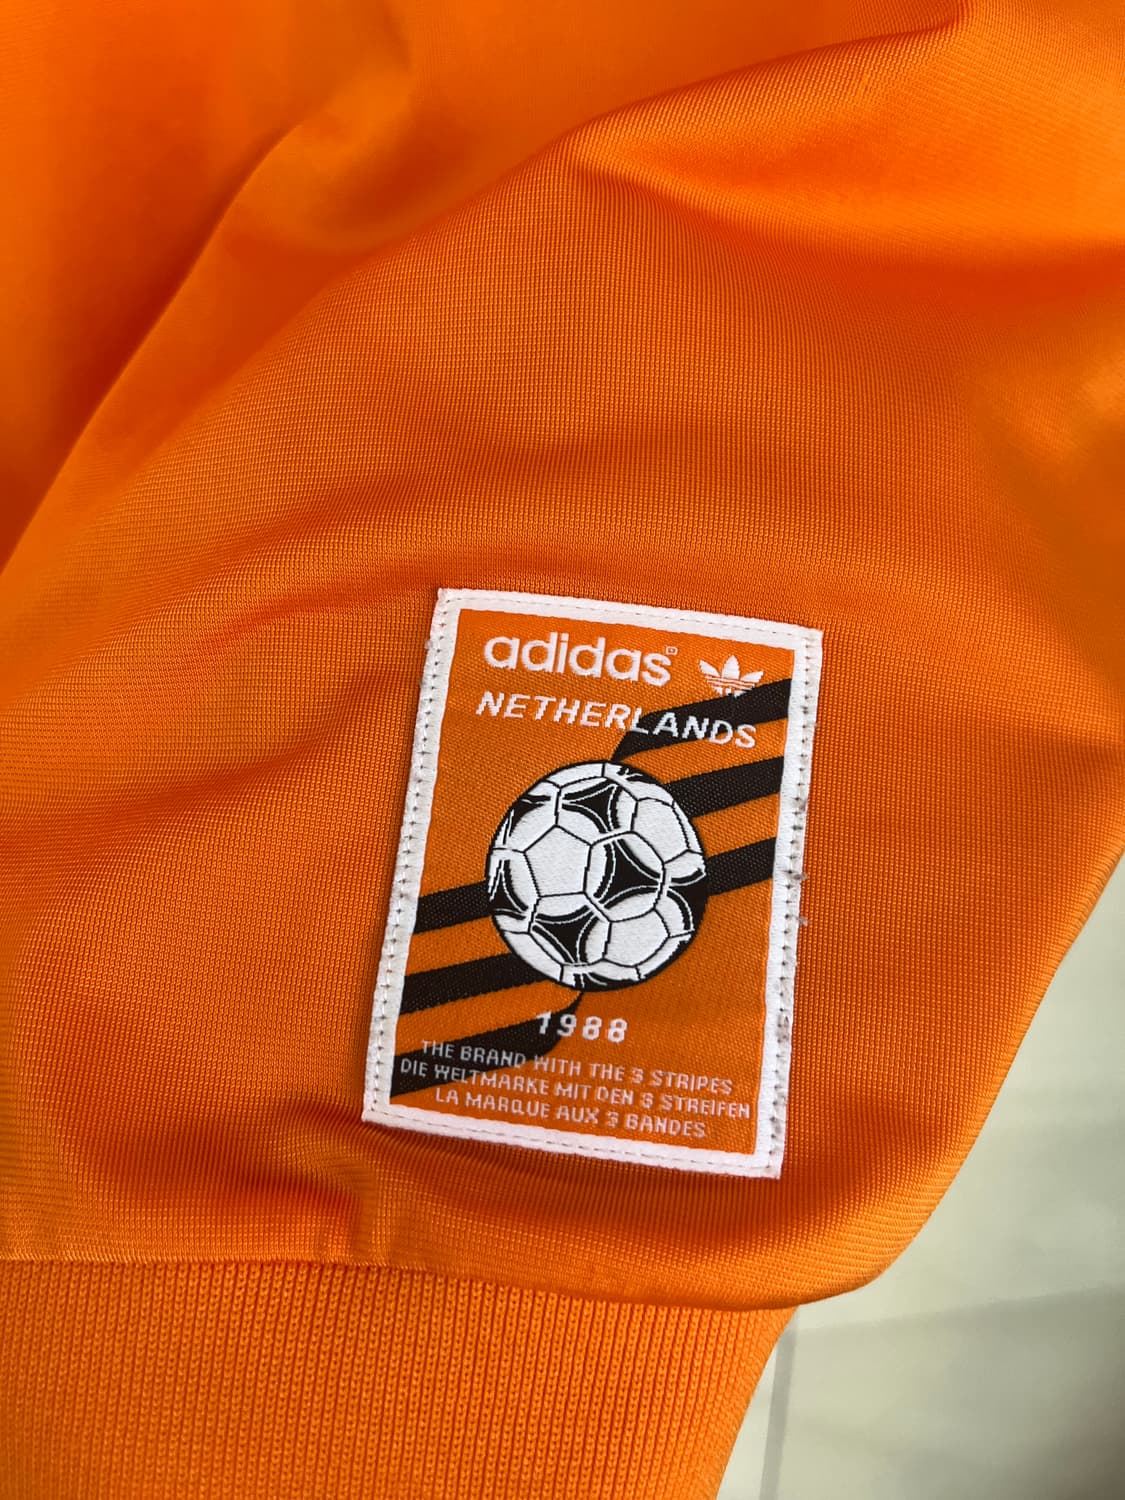 adidas
NETHERLANDS
1988
THE BRAND WITH THE 3 STRIPES
DIE WELTMARKE MIT DEN 3 STREIFEN
LA MARQUE AUX 3 BANDES